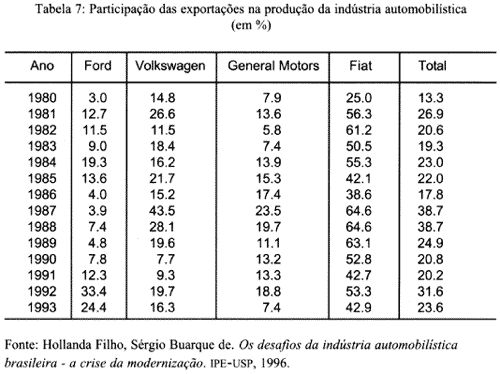 Tabela 7: Participação das exportações na produção da indústria automobilística
(em %)
Ano Ford Volkswagen General Motors Fiat Total
1980 3.0 14.8 7.9 25.0 13.3
1981 12.7 26.6 13.6 56.3 26.9
1982 11.5 11.5 5.8 61.2 20.6
1983 9.0 18.4 7.4 50.5 19.3
1984 19.3 16.2 13.9 55.3 23.0
1985 13.6 21.7 15.3 42.1 22.0
1986 4.0 15.2 17.4 38.6 17.8
1987 3.9 43.5 23.5 64.6 38.7
1988 7.4 28.1 19.7 64.6 38.7
1989 4.8 19.6 11.1 63.1 24.9
1990 7.8 7.7 13.2 52.8 20.8
1991 12.3 9.3 13.3 42.7 20.2
1992 33.4 19.7 18.8 53.3 31.6
1993 24.4 16.3 7.4 42.9 23.6
Fonte: Hollanda Filho, Sérgio Buarque de. Os desafios da indústria automobilística
brasileira - a crise da modernização. IPE-USP, 1996.